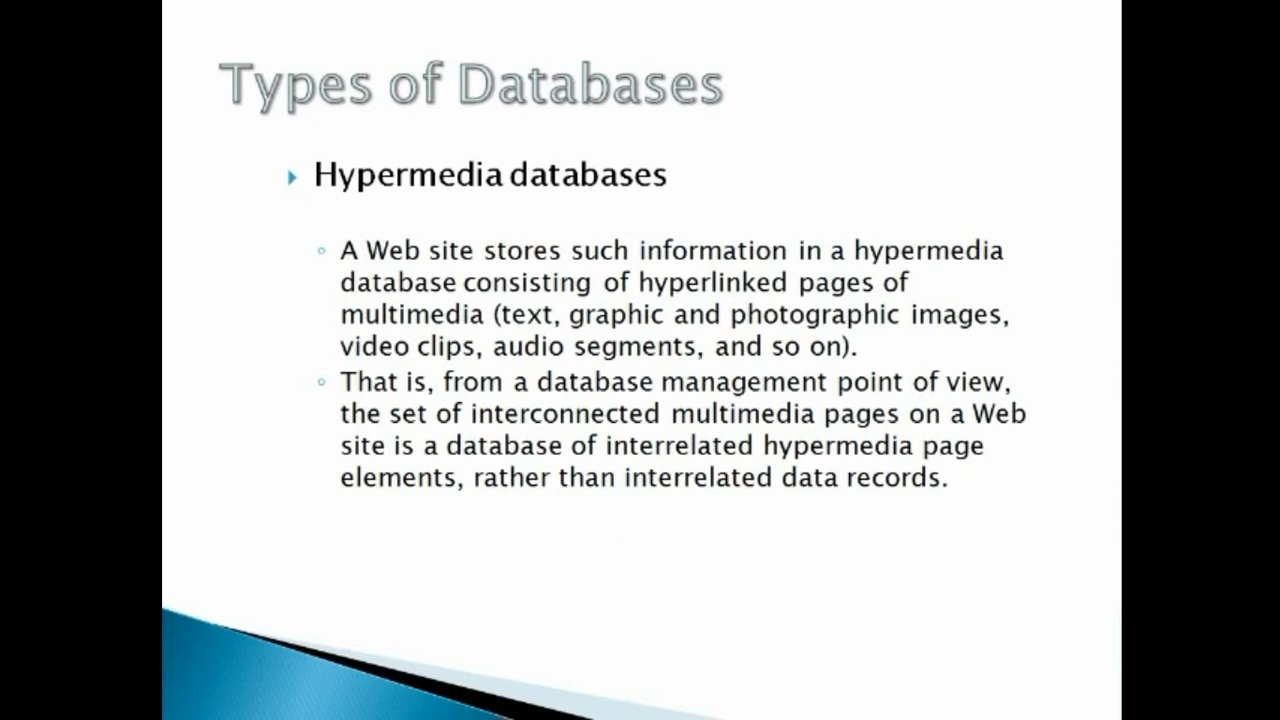 Types of Databases
Hypermedia databases
A Web site stores such information in a hypermedia
database consisting of hyperlinked pages of
multimedia (text, graphic and photographic images,
video clips, audio segments, and so on).
That is, from a database management point of view,
the set of interconnected multimedia pages on a Web
site is a database of interrelated hypermedia page
elements, rather than interrelated data records.